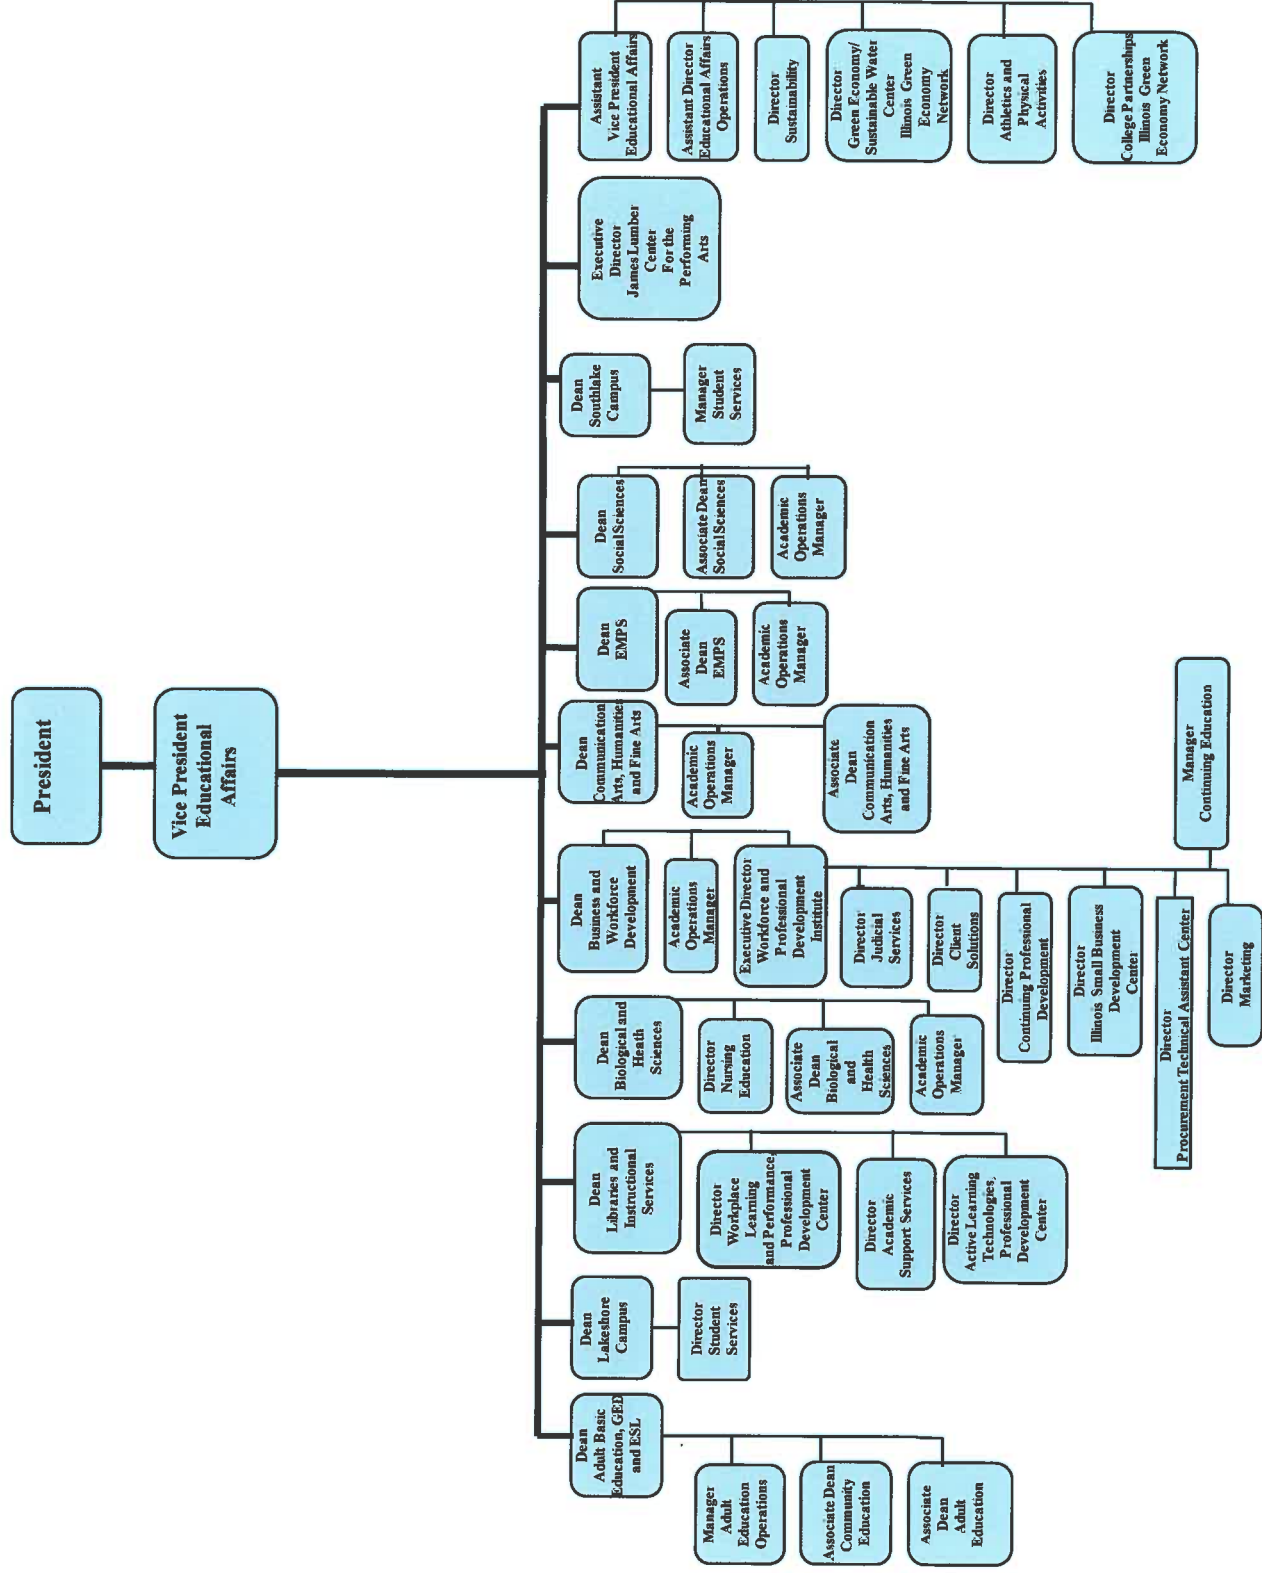 President
Vice President
Educational
Affairs
Dean
Adult Basic
Education, GED
and ESL
Manager
Adult
Education
Operations
Associate Dean
Community
Education
Associate
Dean
Adult
Education
Dean
Lakeshore
Campus
Director
Student
Services
Dean
Libraries and
Instructional
Services
Director
Workplace
Learning
and Performance,
Professional
Development
Center
Director
Academic
Support Services
Director
Active Learning
Technologies,
Professional
Development
Center
Dean
Biological and
Heath
Sciences
Director
Nursing
Education
Associate
Dean
Biological
and
Health
Sciences
Academic
Operations
Manager
Dean
Business and
Workforce
Development
Academic
Operations
Manager
Executive Director
Workforce and
Professional
Development
Institute
Director
Judicial
Services
Director
Client
Solutions
Director
Continuing Professional
Development
Director
Illinois Small Business
Development
Center
Director
Procurement Technical Assistant Center
Director
Marketing
Manager
Continuing Education
Dean
Communication
Arts, Humanities
and Fine Arts
Academic
Operations
Manager
Associate
Dean
Communication
Arts, Humanities
and Fine Arts
Dean
EMPS
Associate
Dean
EMPS
Academic
Operations
Manager
Dean
Social Sciences
Associate Dean
Social Sciences
Academic
Operations
Manager
Dean
Southlake
Campus
Manager
Student
Services
Executive
Director
James Lumber
Center
For the
Performing
Arts
Assistant
Vice President
Educational Affairs
Assistant Director
Educational Affairs
Operations
Director
Sustainability
Director
Green Economy/
Sustainable Water
Center
Illinois Green
Economy
Network
Director
Athletics and
Physical
Activities
Director
College Partnerships
Illinois Green
Economy Network